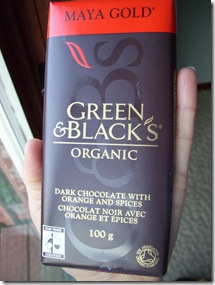 MAYA GOLD®
GREEN
&BLACK'S®
ORGANIC
DARK CHOCOLATE WITH
ORANGE AND SPICES
CHOCOLAT NOIR AVEC
ORANGE ET ÉPICES
100 g